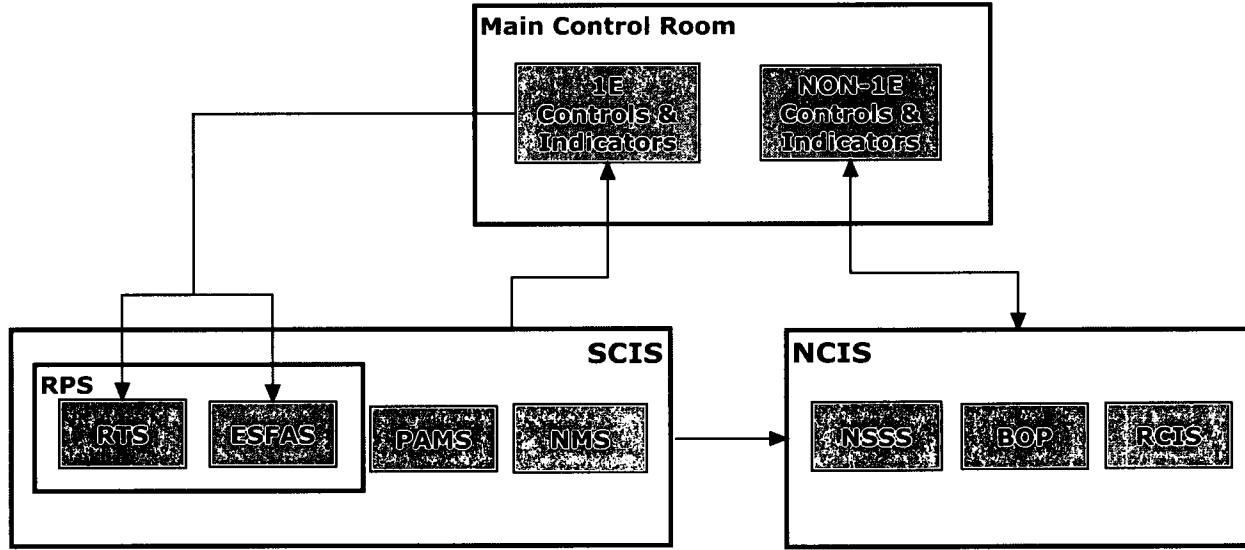 Main Control Room
1E
Controls &
Indicators
NON-1E
Controls &
Indicators
SCIS
RPS
RTS
ESFAS
PAMS
NMS
NCIS
NSSS
BOP
RCIS